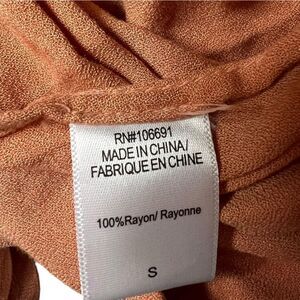 RN#106691
MADE IN CHINA/
FABRIQUE EN CHINE
100%Rayon/ Rayonne
S